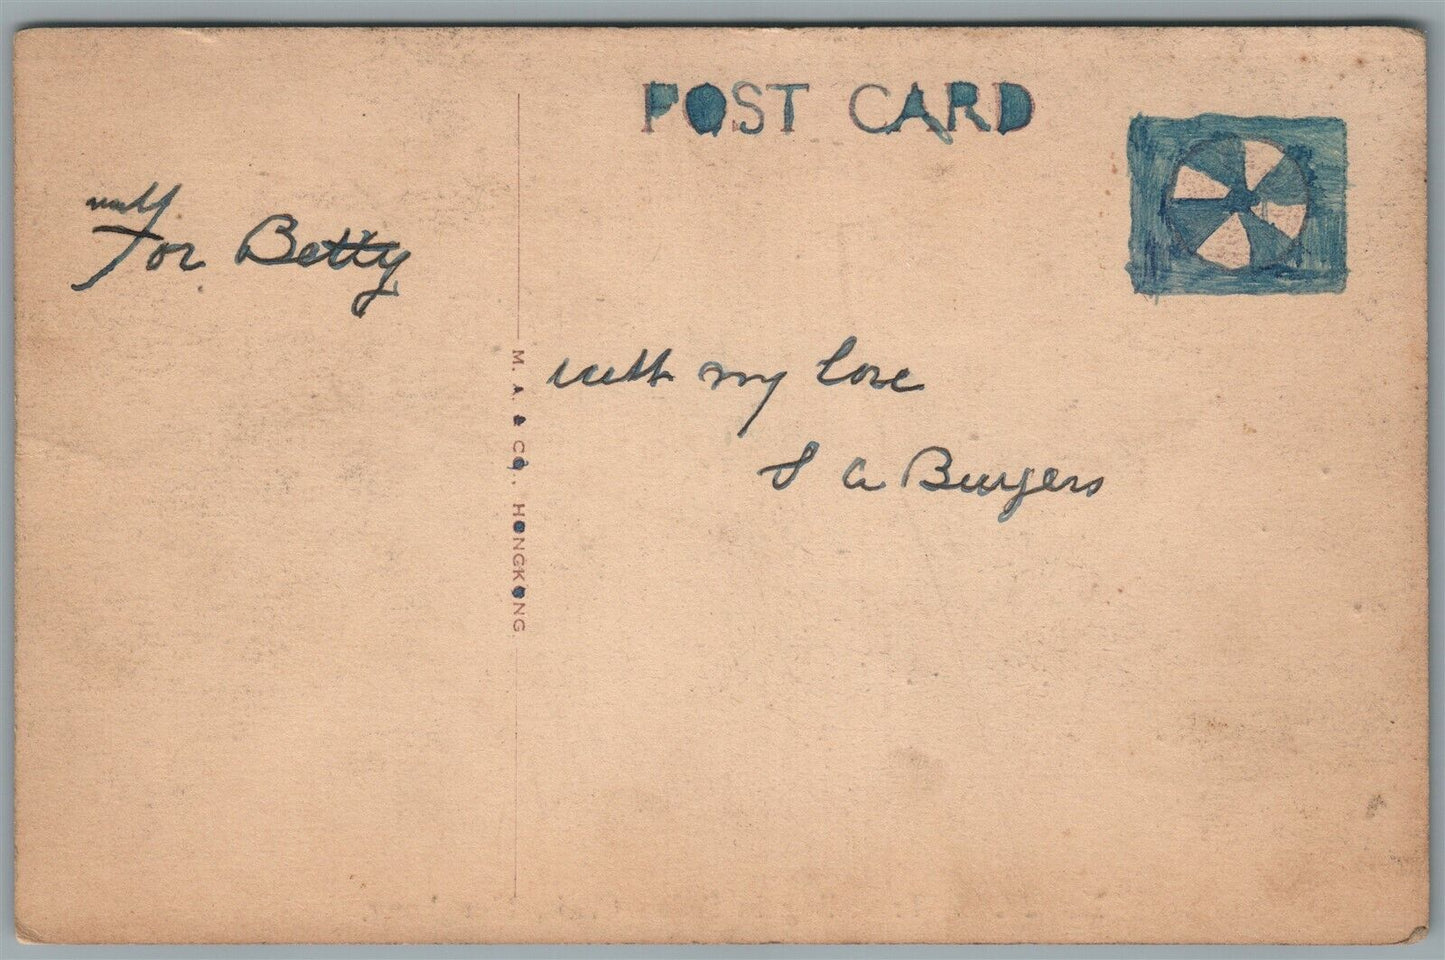 POST CARD
For Betty
with my love
S A Burgers
M. A. & CO., HONGKONG.